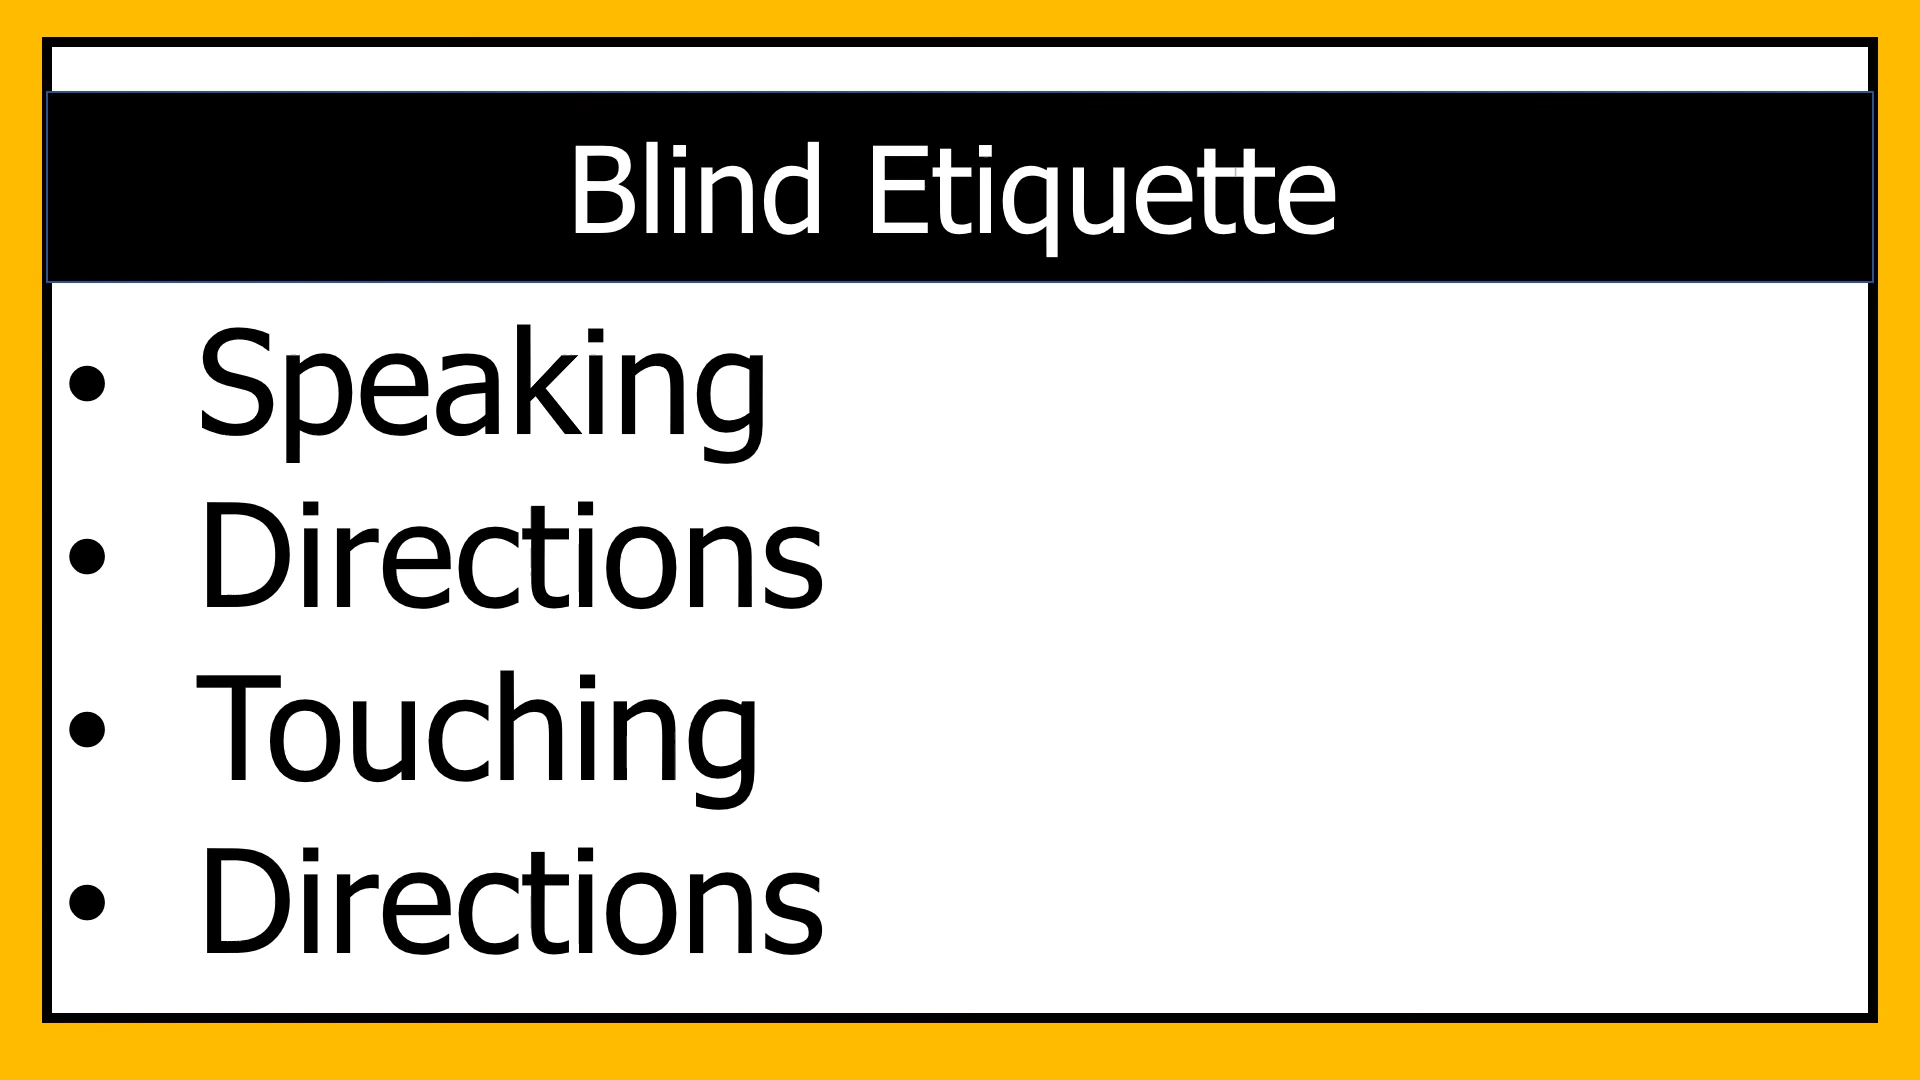 Blind Etiquette
• Speaking
• Directions
• Touching
• Directions